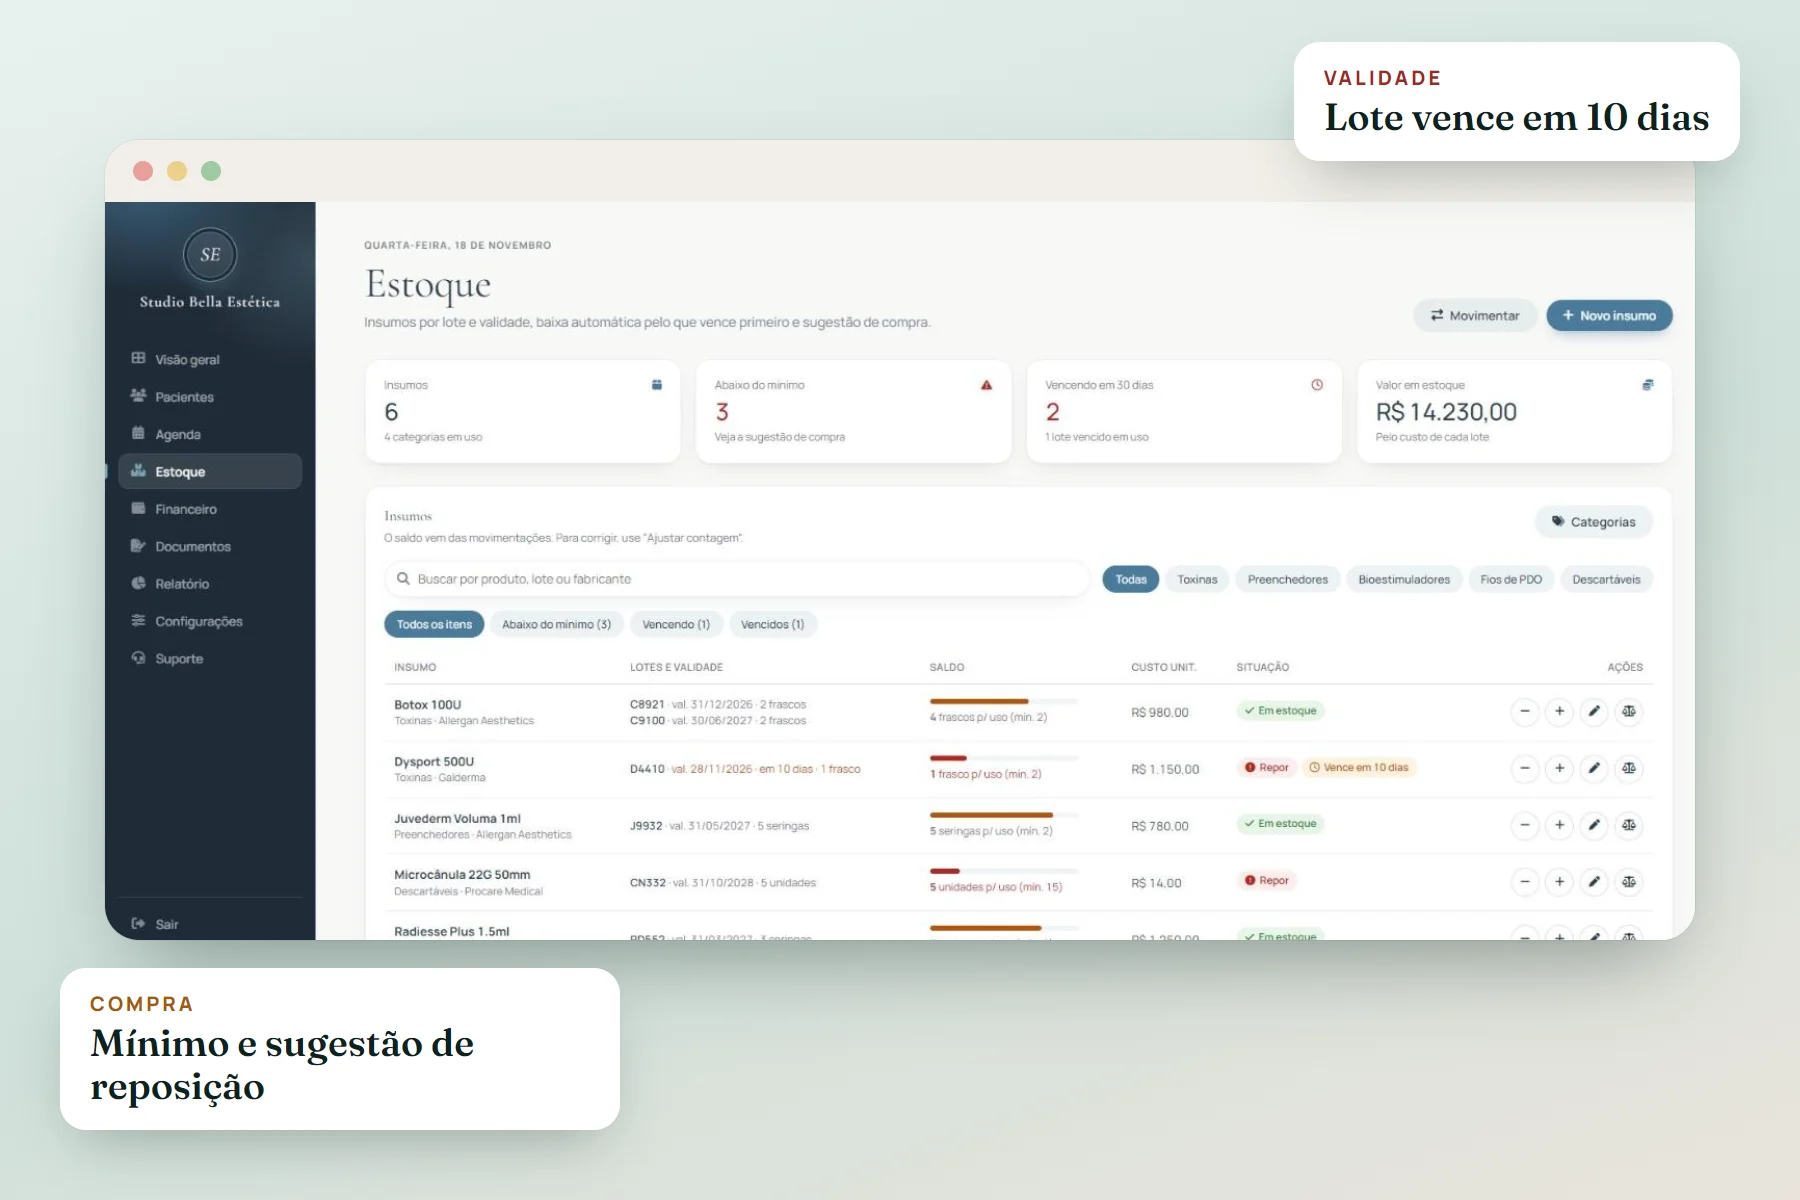 VALIDADE
Lote vence em 10 dias
SE
Studio Bella Estética
Visão geral
Pacientes
Agenda
Estoque
Financeiro
Documentos
Relatório
Configurações
Suporte
Sair
QUARTA-FEIRA, 18 DE NOVEMBRO
Estoque
Insumos por lote e validade, baixa automática pelo que vence primeiro e sugestão de compra.
Movimentar
+ Novo insumo
Insumos
6
4 categorias em uso
Abaixo do mínimo
3
Veja a sugestão de compra
Vencendo em 30 dias
2
1 lote vencido em uso
Valor em estoque
R$ 14.230,00
Pelo custo de cada lote
Insumos
O saldo vem das movimentações. Para corrigir, use "Ajustar contagem".
Categorias
Buscar por produto, lote ou fabricante
Todas Toxinas Preenchedores Bioestimuladores Fios de PDO Descartáveis
Todos os itens Abaixo do mínimo (3) Vencendo (1) Vencidos (1)
INSUMO LOTES E VALIDADE SALDO CUSTO UNIT. SITUAÇÃO AÇÕES
Botox 100U
Toxinas · Allergan Aesthetics
C8921 · val. 31/12/2026 · 2 frascos
C9100 · val. 30/06/2027 · 2 frascos
4 frascos p/ uso (mín. 2)
R$ 980,00
Em estoque
Dysport 500U
Toxinas · Galderma
D4410 · val. 28/11/2026 · em 10 dias · 1 frasco
1 frasco p/ uso (mín. 2)
R$ 1.150,00
Repor
Vence em 10 dias
Juvederm Voluma 1ml
Preenchedores · Allergan Aesthetics
J9932 · val. 31/05/2027 · 5 seringas
5 seringas p/ uso (mín. 2)
R$ 780,00
Em estoque
Microcânula 22G 50mm
Descartáveis · Procare Medical
CN332 · val. 31/10/2028 · 5 unidades
5 unidades p/ uso (mín. 15)
R$ 14,00
Repor
Radiesse Plus 1.5ml
RD552 · val. 31/03/2027 · 3 seringas
R$ 1.250,00
Em estoque
COMPRA
Mínimo e sugestão de
reposição